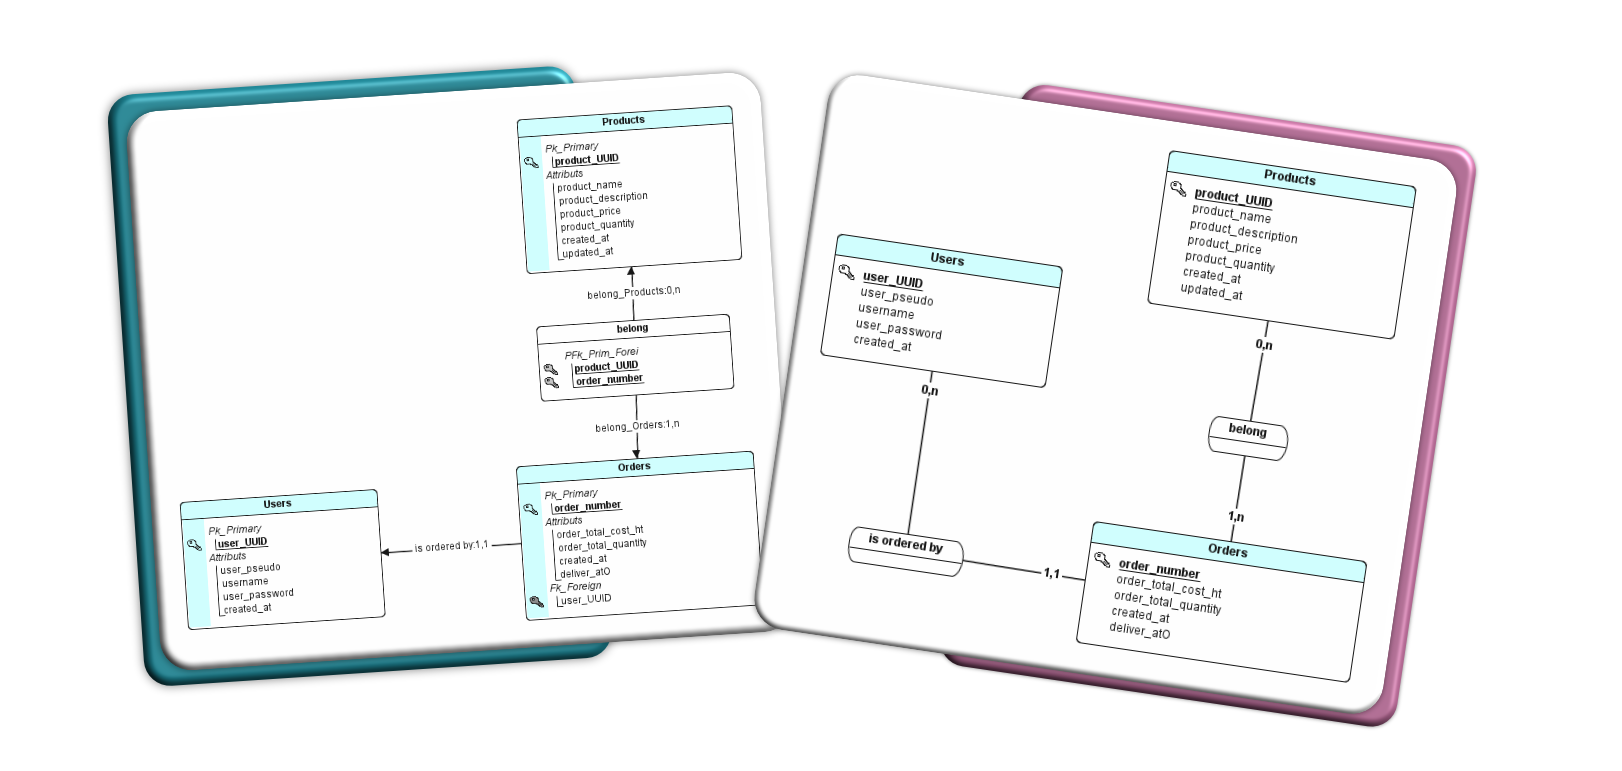 Products
Pk_Primary
product_UUID
Attributs
product_name
product_description
product_price
product_quantity
created_at
updated_at
belong_Products:0,n
belong
PFk_Prim_Forei
product_UUID
order_number
belong_Orders:1,n
Orders
Pk_Primary
order_number
Attributs
order_total_cost_ht
order_total_quantity
created_at
deliver_atO
Fk_Foreign
user_UUID
is ordered by:1,1
Users
Pk_Primary
user_UUID
Attributs
user_pseudo
username
user_password
created_at
Products
product_UUID
product_name
product_description
product_price
product_quantity
created_at
updated_at
0,n
Users
user_UUID
user_pseudo
username
user_password
created_at
0,n
belong
1,n
is ordered by
1,1
Orders
order_number
order_total_cost_ht
order_total_quantity
created_at
deliver_atO